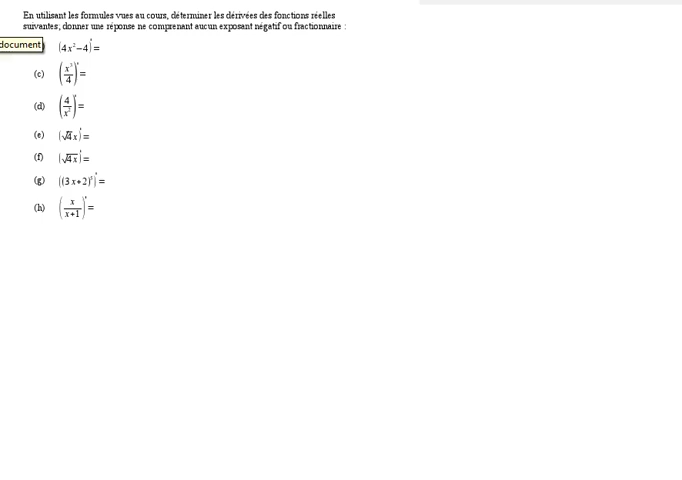 En utilisant les formules vues au cours, déterminer les dérivées des fonctions réelles
suivantes; donner une réponse ne comprenant aucun exposant négatif ou fractionnaire :
document) (4x²−4)' =
(c) (x³/4)' =
(d) (4/x²)' =
(e) (√4x)' =
(f) (√4x)' =
(g) ((3x+2)²)' =
(h) (x/(x+1))' =